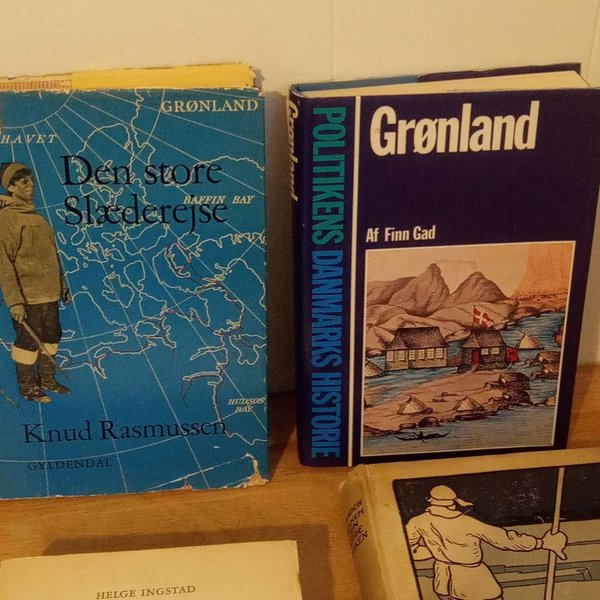 HAVET
GRØNLAND
Den store
Slæderejse
BAFFIN BAY
HUDSON
BAY
Knud Rasmussen
GYLDENDAL
Grønland
POLITIKENS DANMARKS HISTORIE
Grønland
Af Finn Gad
HELGE INGSTAD